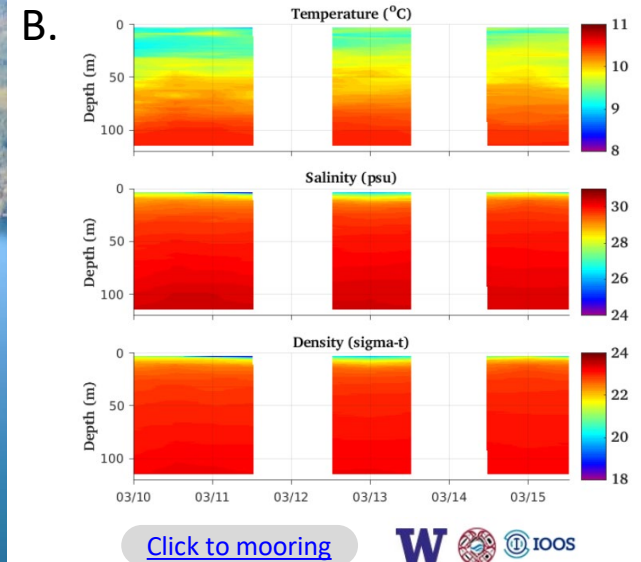 B.
Temperature (°C)
Depth (m)
0
50
100
11
10
9
8
Salinity (psu)
Depth (m)
0
50
100
30
28
26
24
Density (sigma-t)
Depth (m)
0
50
100
24
22
20
18
03/10 03/11 03/12 03/13 03/14 03/15
Click to mooring
W IOOS